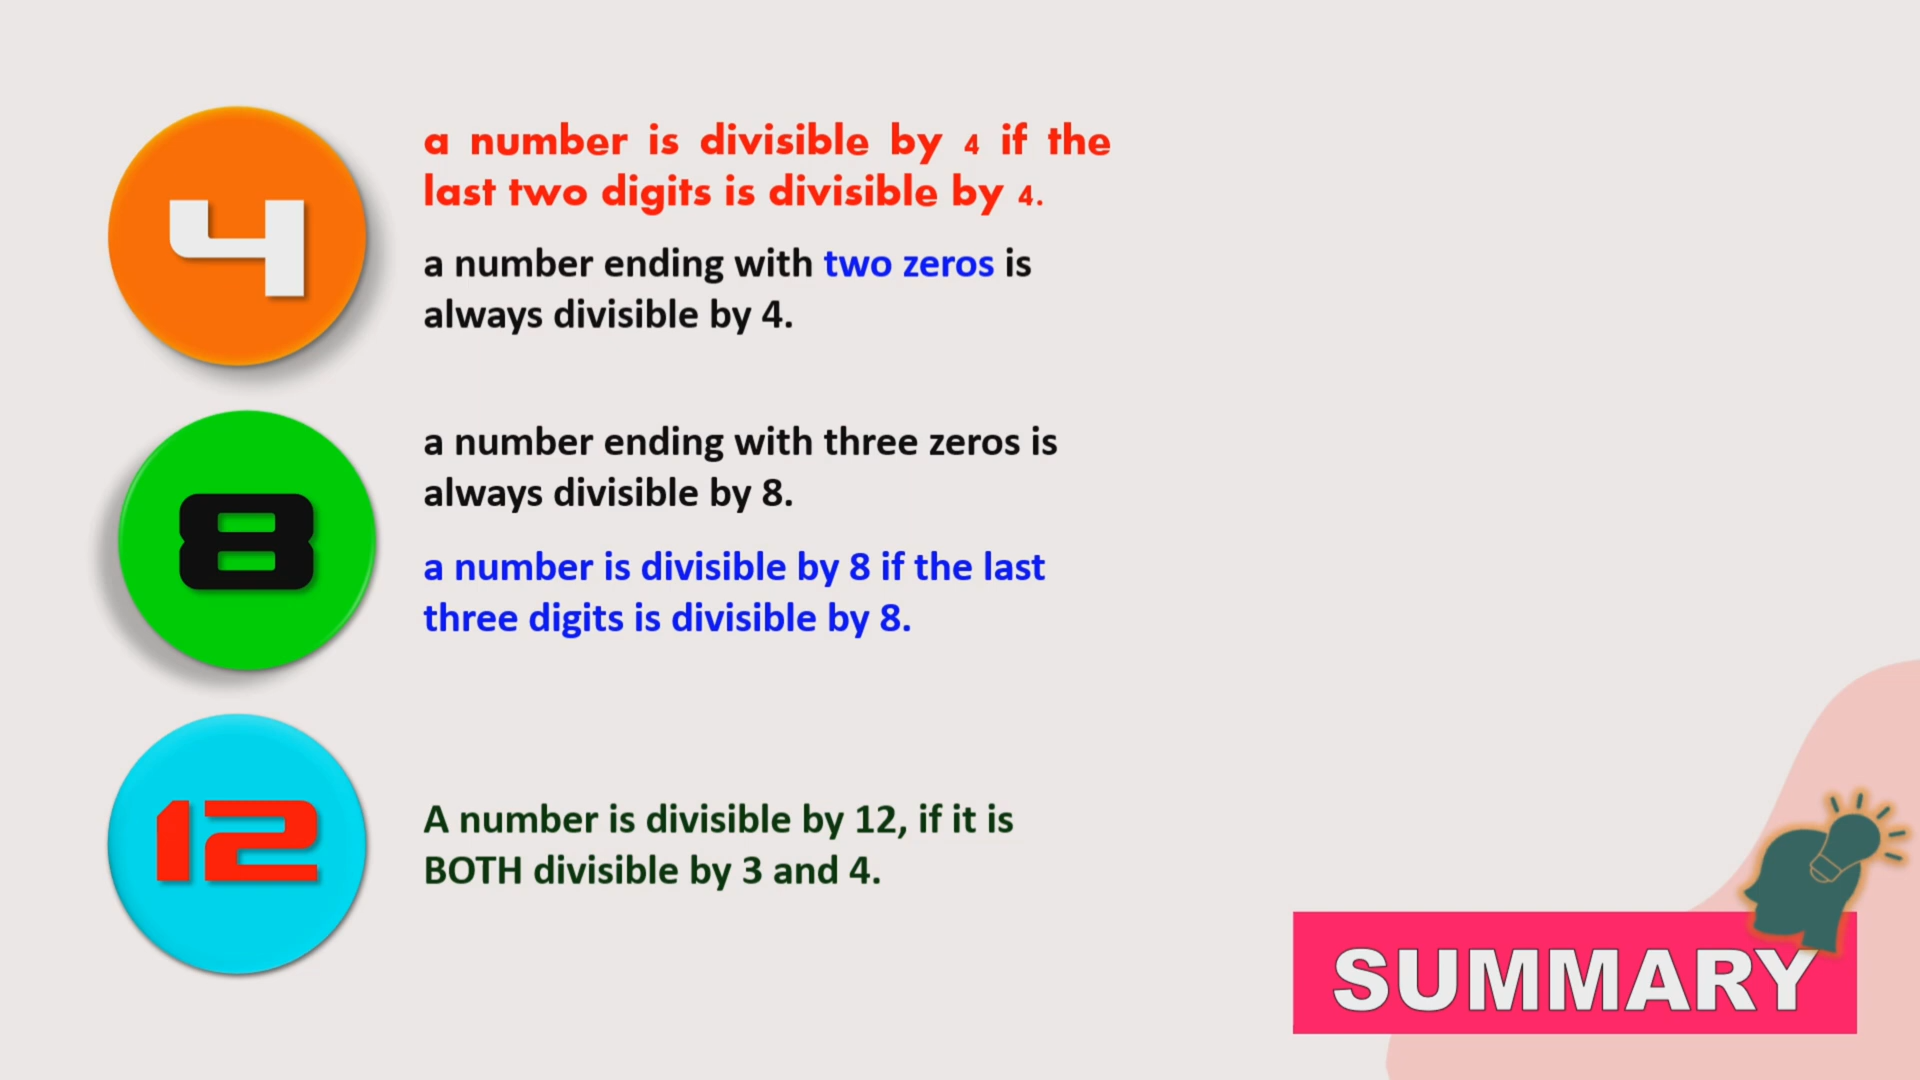 4
a number is divisible by 4 if the
last two digits is divisible by 4.
a number ending with two zeros is
always divisible by 4.
8
a number ending with three zeros is
always divisible by 8.
a number is divisible by 8 if the last
three digits is divisible by 8.
12
A number is divisible by 12, if it is
BOTH divisible by 3 and 4.
SUMMARY